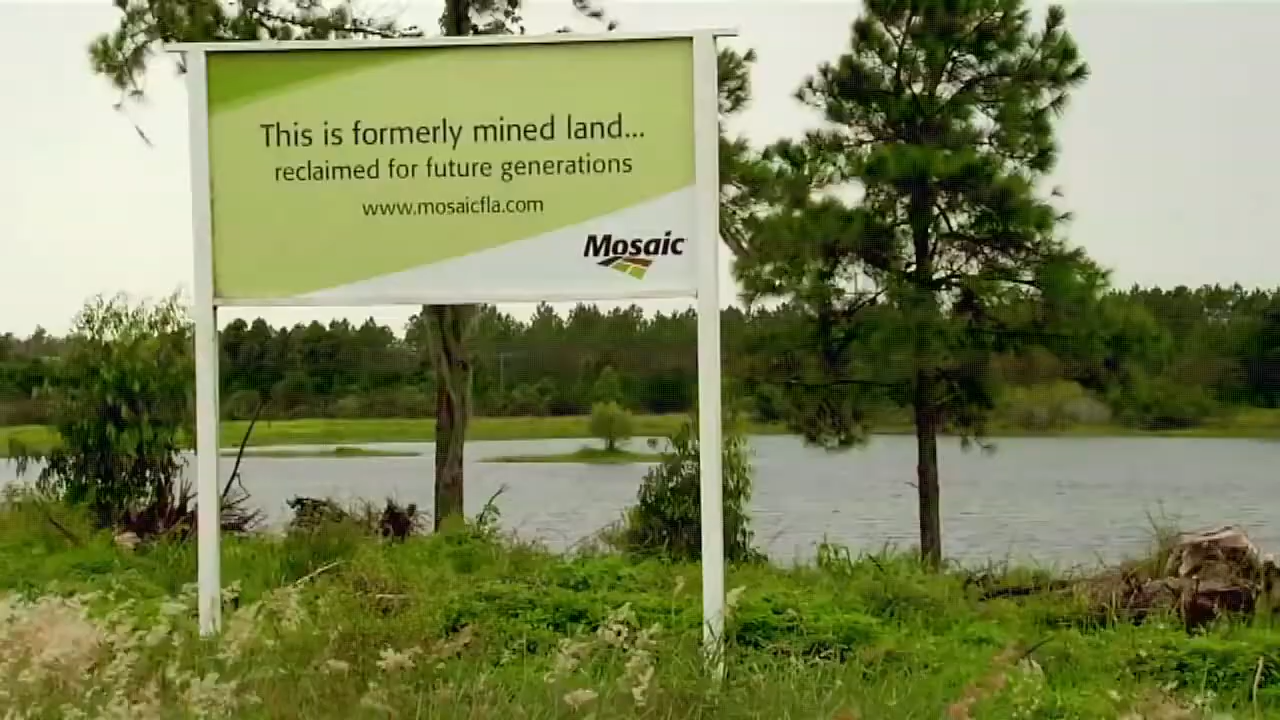 This is formerly mined land...
reclaimed for future generations
www.mosaicfla.com
Mosaic